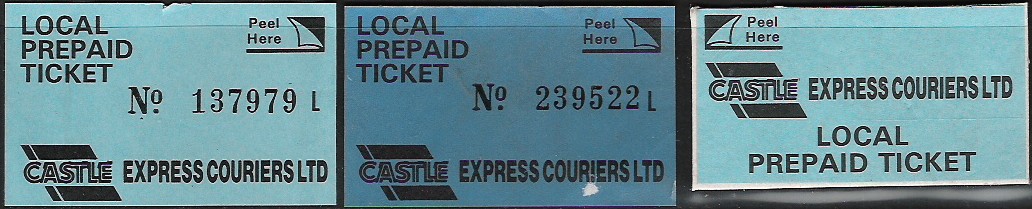 LOCAL
PREPAID
TICKET
Peel
Here
Nº 137979 L
CASTLE EXPRESS COURIERS LTD
LOCAL
PREPAID
TICKET
Peel
Here
Nº 239522 L
CASTLE EXPRESS COURIERS LTD
Peel
Here
CASTLE EXPRESS COURIERS LTD
LOCAL
PREPAID TICKET